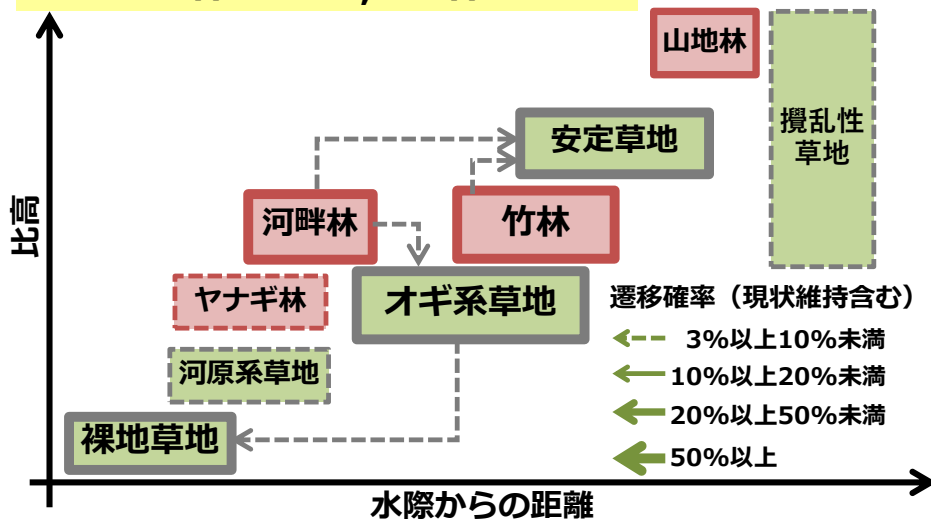 山地林
攪乱性
草地
安定草地
河畔林
竹林
比高
ヤナギ林
オギ系草地
遷移確率（現状維持含む）
3%以上10%未満
河原系草地
10%以上20%未満
20%以上50%未満
裸地草地
50%以上
水際からの距離